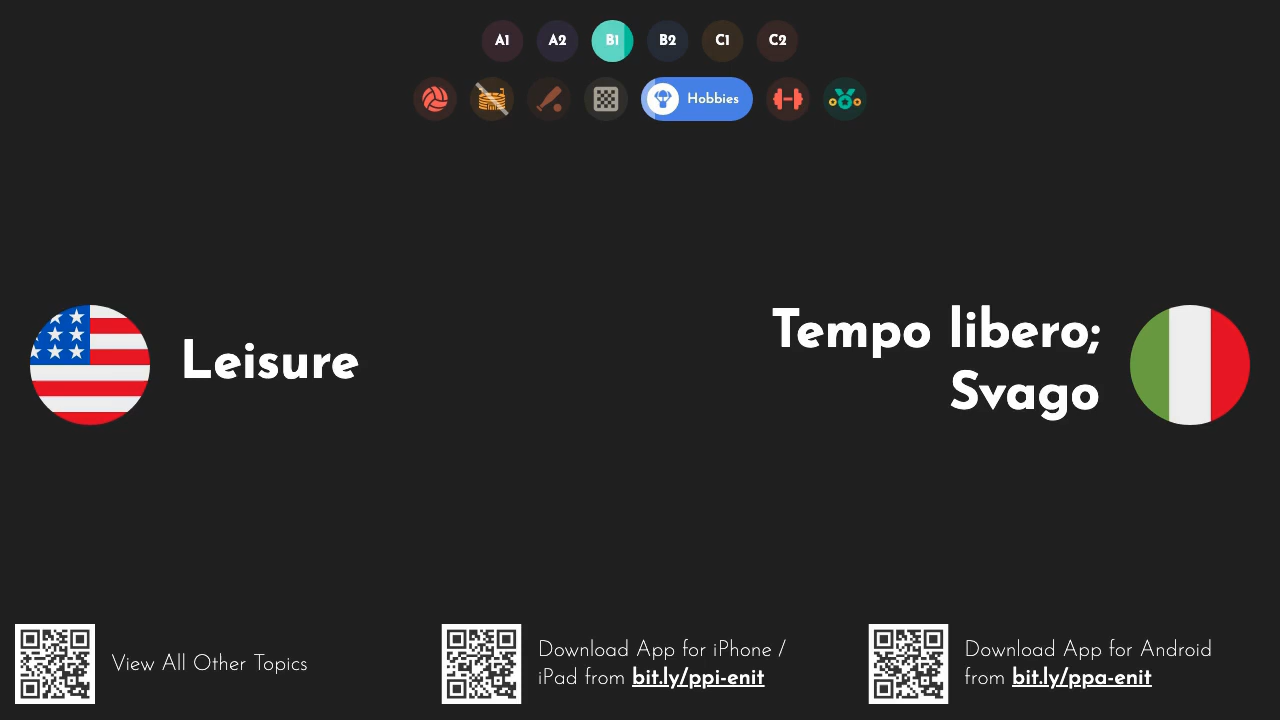 A1 A2 B1 B2 C1 C2
Hobbies
Leisure
Tempo libero;
Svago
View All Other Topics
Download App for iPhone /
iPad from bit.ly/ppi-enit
Download App for Android
from bit.ly/ppa-enit